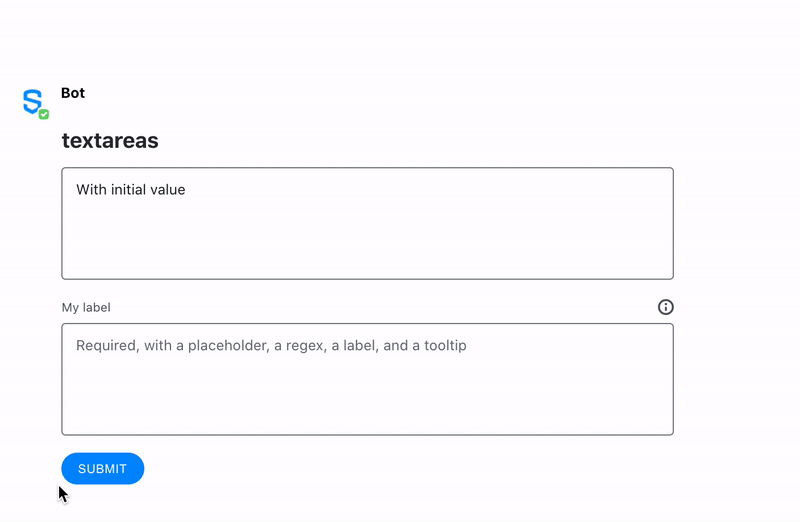 Bot
textareas
With initial value
My label
Required, with a placeholder, a regex, a label, and a tooltip
SUBMIT